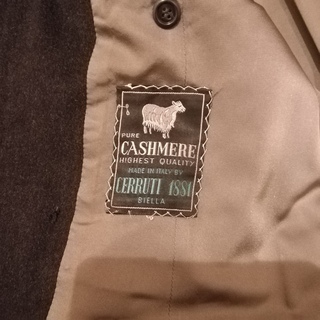 PURE
CASHMERE
HIGHEST QUALITY
MADE IN ITALY BY
CERRUTI 1881
BIELLA